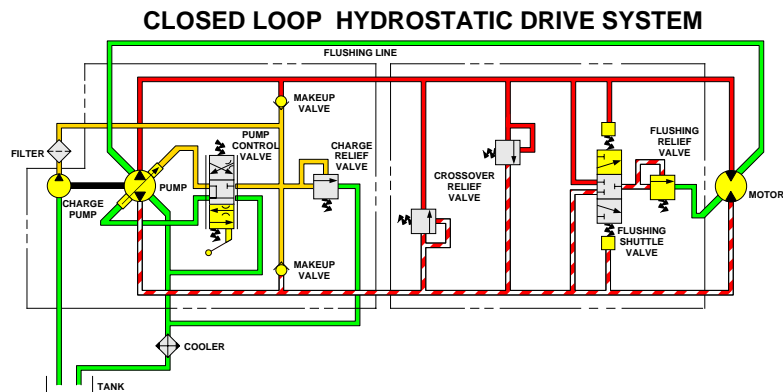 CLOSED LOOP HYDROSTATIC DRIVE SYSTEM
FLUSHING LINE
MAKEUP
VALVE
PUMP
CONTROL
VALVE
CHARGE
RELIEF
VALVE
FILTER
PUMP
CHARGE
PUMP
CROSSOVER
RELIEF
VALVE
FLUSHING
RELIEF
VALVE
MOTOR
FLUSHING
SHUTTLE
VALVE
MAKEUP
VALVE
COOLER
TANK